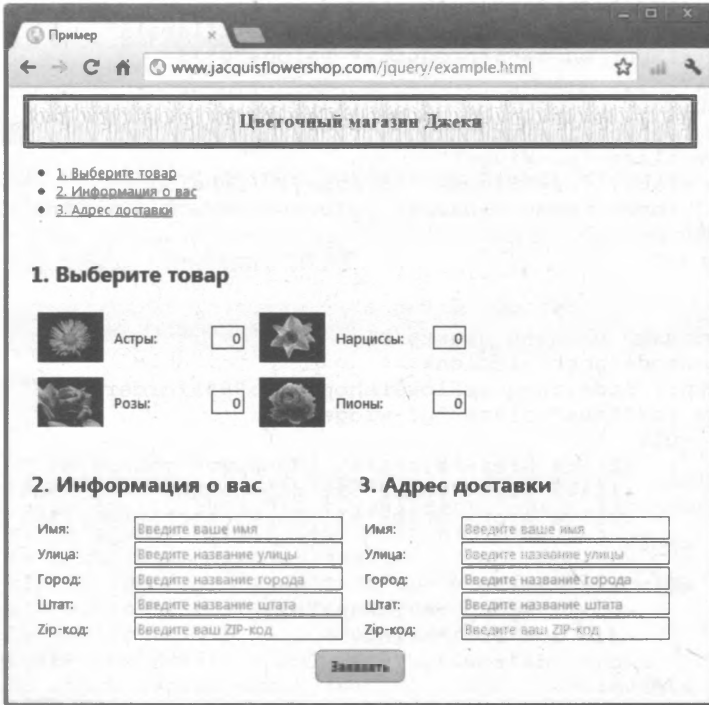 Пример
www.jacquisflowershop.com/jquery/example.html
Цветочный магазин Джеки
1. Выберите товар
2. Информация о вас
3. Адрес доставки
1. Выберите товар
Астры: 0 Нарциссы: 0
Розы: 0 Пионы: 0
2. Информация о вас
Имя: Введите ваше имя
Улица: Введите название улицы
Город: Введите название города
Штат: Введите название штата
Zip-код: Введите ваш ZIP-код
3. Адрес доставки
Имя: Введите ваше имя
Улица: Введите название улицы
Город: Введите название города
Штат: Введите название штата
Zip-код: Введите ваш ZIP-код
Заказать